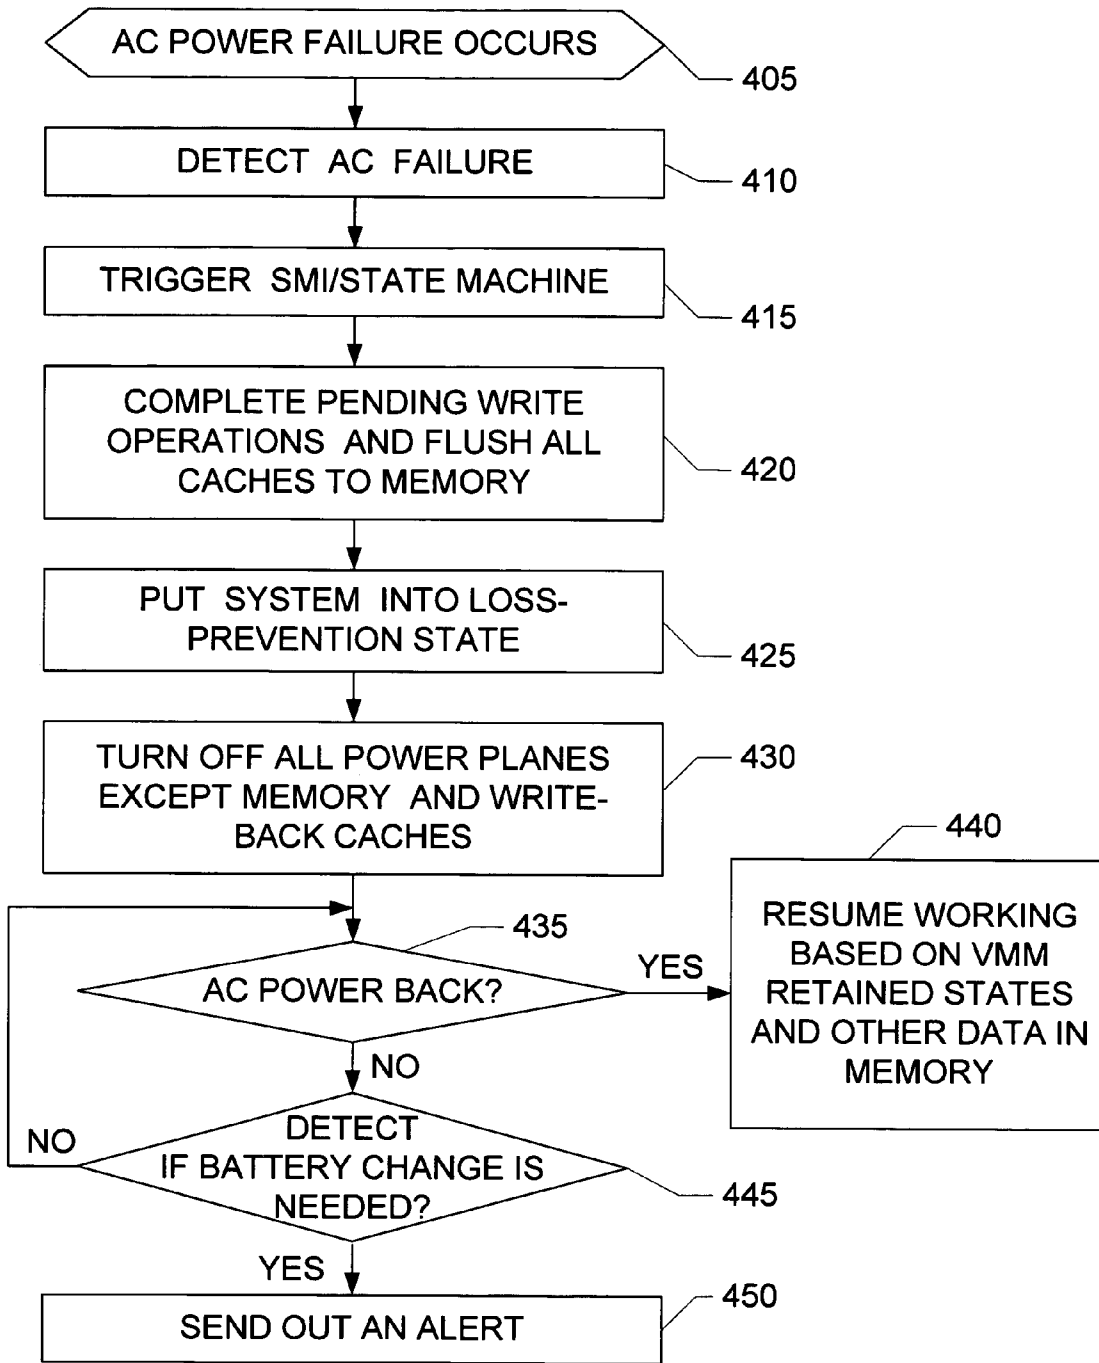 AC POWER FAILURE OCCURS
405
DETECT AC FAILURE
410
TRIGGER SMI/STATE MACHINE
415
COMPLETE PENDING WRITE
OPERATIONS AND FLUSH ALL
CACHES TO MEMORY
420
PUT SYSTEM INTO LOSS-
PREVENTION STATE
425
TURN OFF ALL POWER PLANES
EXCEPT MEMORY AND WRITE-
BACK CACHES
430
435
AC POWER BACK?
YES
440
RESUME WORKING
BASED ON VMM
RETAINED STATES
AND OTHER DATA IN
MEMORY
NO
DETECT
IF BATTERY CHANGE IS
NEEDED?
NO
445
YES
SEND OUT AN ALERT
450